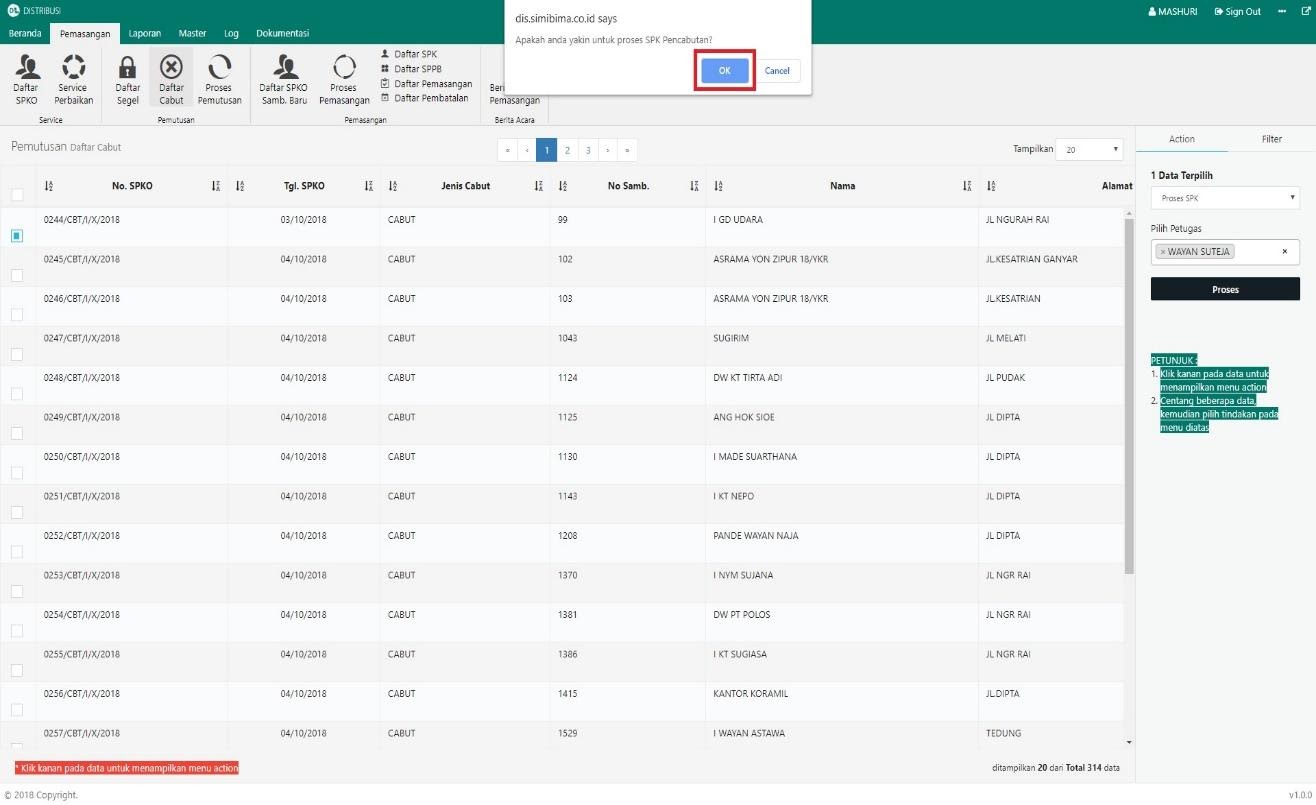 DISTRIBUSI
dis.simibima.co.id says
MASHURI Sign Out
Beranda Pemasangan Laporan Master Log Dokumentasi
Apakah anda yakin untuk proses SPK Pencabutan?
OK Cancel
Daftar SPKO
Service Perbaikan
Service
Daftar Segel
Daftar Cabut
Proses Pemutusan
Pemutusan
Daftar SPKO Samb. Baru
Proses Pemasangan
Daftar SPK
Daftar SPPB
Daftar Pemasangan
Daftar Pembatalan
Pemasangan
Pemasangan
Berita Acara
Pemutusan Daftar Cabut
« ‹ 1 2 3 › »
Tampilkan 20
Action Filter
No. SPKO Tgl. SPKO Jenis Cabut No Samb. Nama Alamat
0244/CBT/I/X/2018 03/10/2018 CABUT 99 I GD UDARA JL NGURAH RAI
0245/CBT/I/X/2018 04/10/2018 CABUT 102 ASRAMA YON ZIPUR 18/YKR JL.KESATRIAN GANYAR
0246/CBT/I/X/2018 04/10/2018 CABUT 103 ASRAMA YON ZIPUR 18/YKR JL.KESATRIAN
0247/CBT/I/X/2018 04/10/2018 CABUT 1043 SUGIRIM JL MELATI
0248/CBT/I/X/2018 04/10/2018 CABUT 1124 DW KT TIRTA ADI JL PUDAK
0249/CBT/I/X/2018 04/10/2018 CABUT 1125 ANG HOK SIOE JL DIPTA
0250/CBT/I/X/2018 04/10/2018 CABUT 1130 I MADE SUARTHANA JL DIPTA
0251/CBT/I/X/2018 04/10/2018 CABUT 1143 I KT NEPO JL DIPTA
0252/CBT/I/X/2018 04/10/2018 CABUT 1208 PANDE WAYAN NAJA JL DIPTA
0253/CBT/I/X/2018 04/10/2018 CABUT 1370 I NYM SUJANA JL NGR RAI
0254/CBT/I/X/2018 04/10/2018 CABUT 1381 DW PT POLOS JL NGR RAI
0255/CBT/I/X/2018 04/10/2018 CABUT 1386 I KT SUGIASA JL NGR RAI
0256/CBT/I/X/2018 04/10/2018 CABUT 1415 KANTOR KORAMIL JL.DIPTA
0257/CBT/I/X/2018 04/10/2018 CABUT 1529 I WAYAN ASTAWA TEDUNG
1 Data Terpilih
Proses SPK
Pilih Petugas
× WAYAN SUTEJA ×
Proses
PETUNJUK :
1. Klik kanan pada data untuk
menampilkan menu action
2. Centang beberapa data,
kemudian pilih tindakan pada
menu diatas
* Klik kanan pada data untuk menampilkan menu action
ditampilkan 20 dari Total 314 data
© 2018 Copyright.
v1.0.0